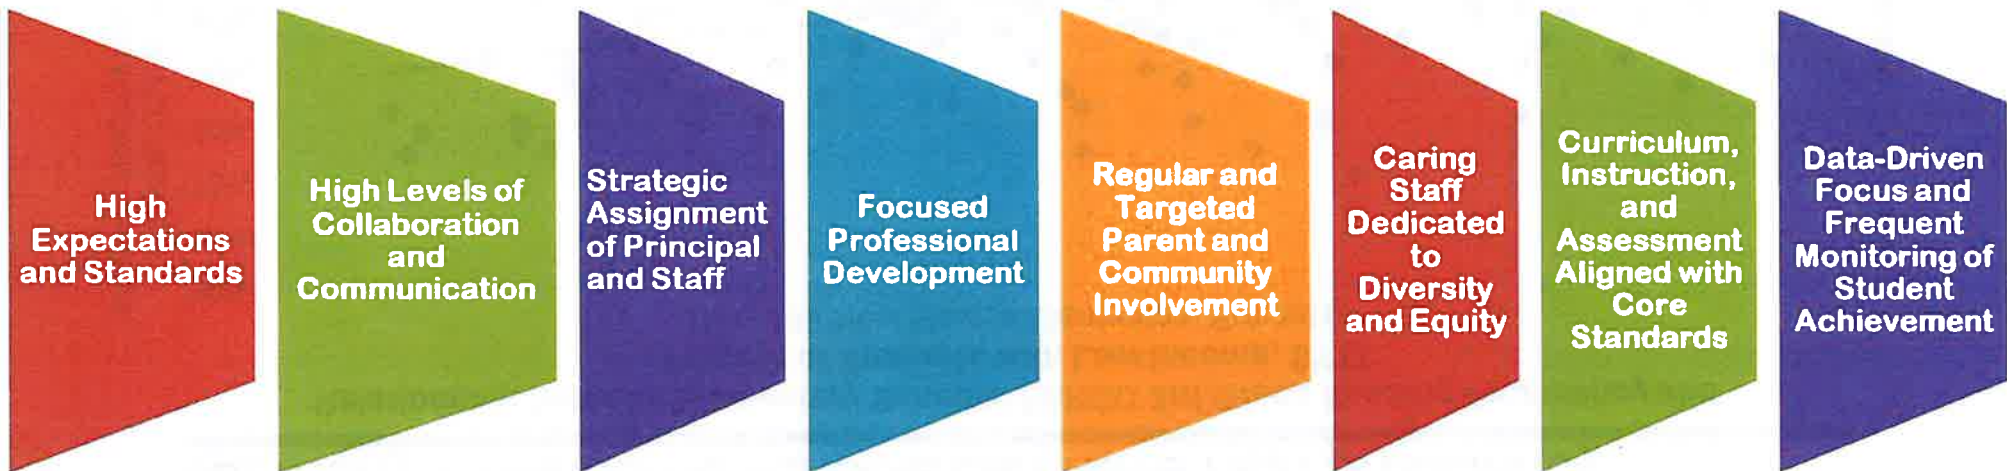 High
Expectations
and Standards
High Levels of
Collaboration
and
Communication
Strategic
Assignment
of Principal
and Staff
Focused
Professional
Development
Regular and
Targeted
Parent and
Community
Involvement
Caring
Staff
Dedicated
to
Diversity
and Equity
Curriculum,
Instruction,
and
Assessment
Aligned with
Core
Standards
Data-Driven
Focus and
Frequent
Monitoring of
Student
Achievement